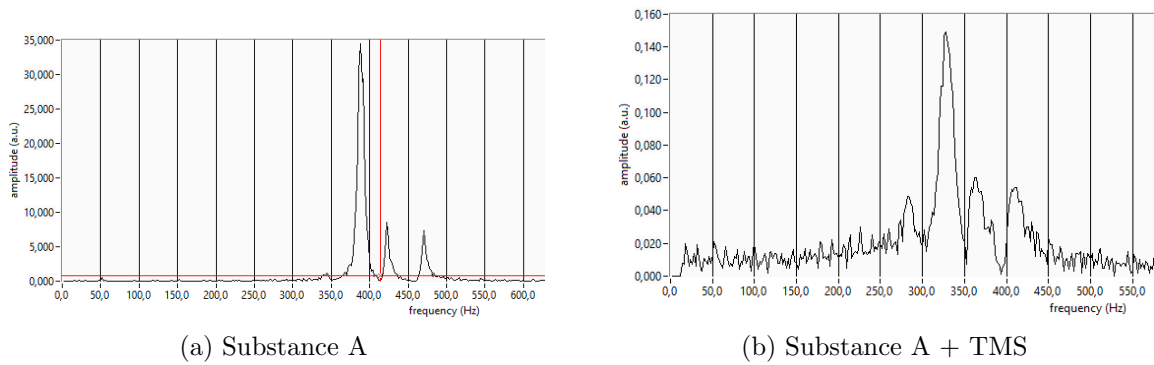 35,000
30,000
25,000
20,000
15,000
10,000
5,000
0,000
amplitude (a.u.)
0,0 50,0 100,0 150,0 200,0 250,0 300,0 350,0 400,0 450,0 500,0 550,0 600,0
frequency (Hz)
(a) Substance A
0,160
0,140
0,120
0,100
0,080
0,060
0,040
0,020
0,000
amplitude (a.u.)
0,0 50,0 100,0 150,0 200,0 250,0 300,0 350,0 400,0 450,0 500,0 550,0
frequency (Hz)
(b) Substance A + TMS